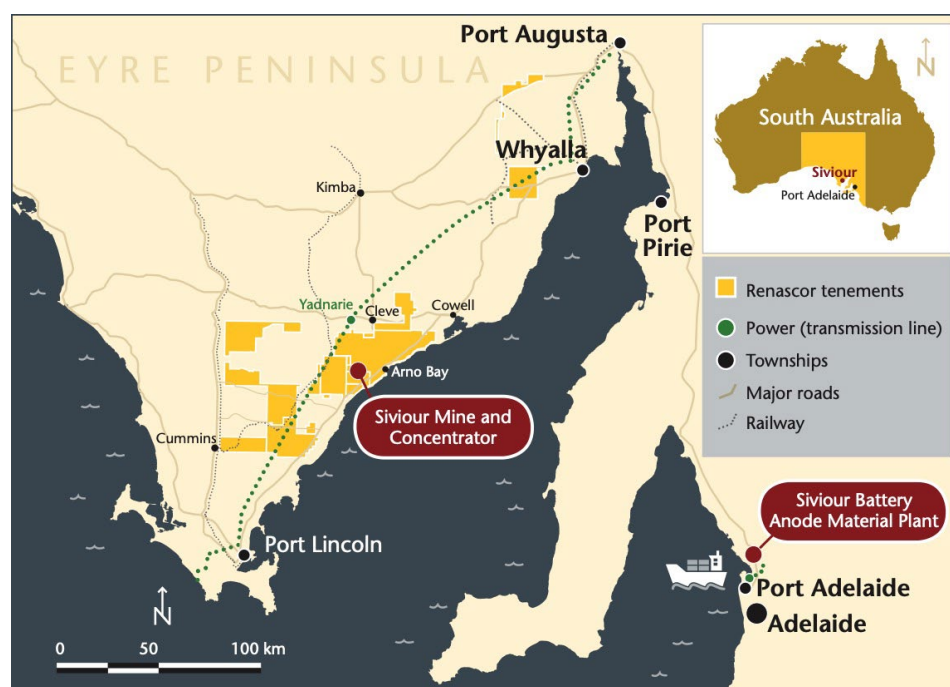 EYRE PENINSULA
Port Augusta
Whyalla
Kimba
Port
Pirie
Yadnarie
Cleve
Cowell
Arno Bay
Siviour Mine and
Concentrator
Cummins
Port Lincoln
N
0 50 100 km
N
South Australia
Siviour
Port Adelaide
Renascor tenements
Power (transmission line)
Townships
Major roads
Railway
Siviour Battery
Anode Material Plant
Port Adelaide
Adelaide